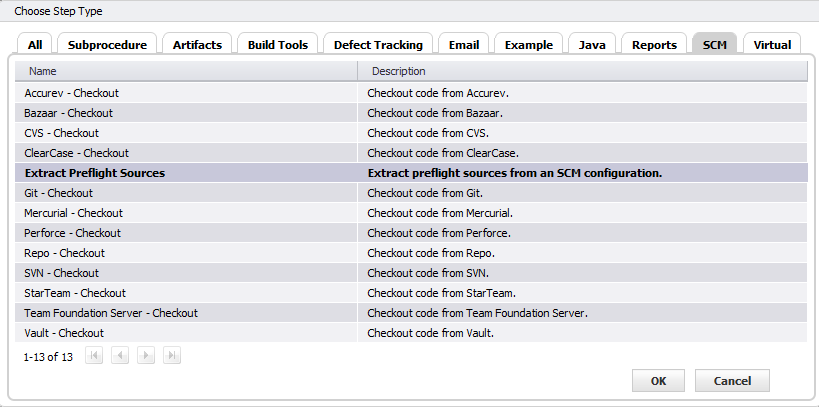 Choose Step Type
All Subprocedure Artifacts Build Tools Defect Tracking Email Example Java Reports SCM Virtual
Name Description
Accurev - Checkout Checkout code from Accurev.
Bazaar - Checkout Checkout code from Bazaar.
CVS - Checkout Checkout code from CVS.
ClearCase - Checkout Checkout code from ClearCase.
Extract Preflight Sources Extract preflight sources from an SCM configuration.
Git - Checkout Checkout code from Git.
Mercurial - Checkout Checkout code from Mercurial.
Perforce - Checkout Checkout code from Perforce.
Repo - Checkout Checkout code from Repo.
SVN - Checkout Checkout code from SVN.
StarTeam - Checkout Checkout code from StarTeam.
Team Foundation Server - Checkout Checkout code from Team Foundation Server.
Vault - Checkout Checkout code from Vault.
1-13 of 13
OK Cancel